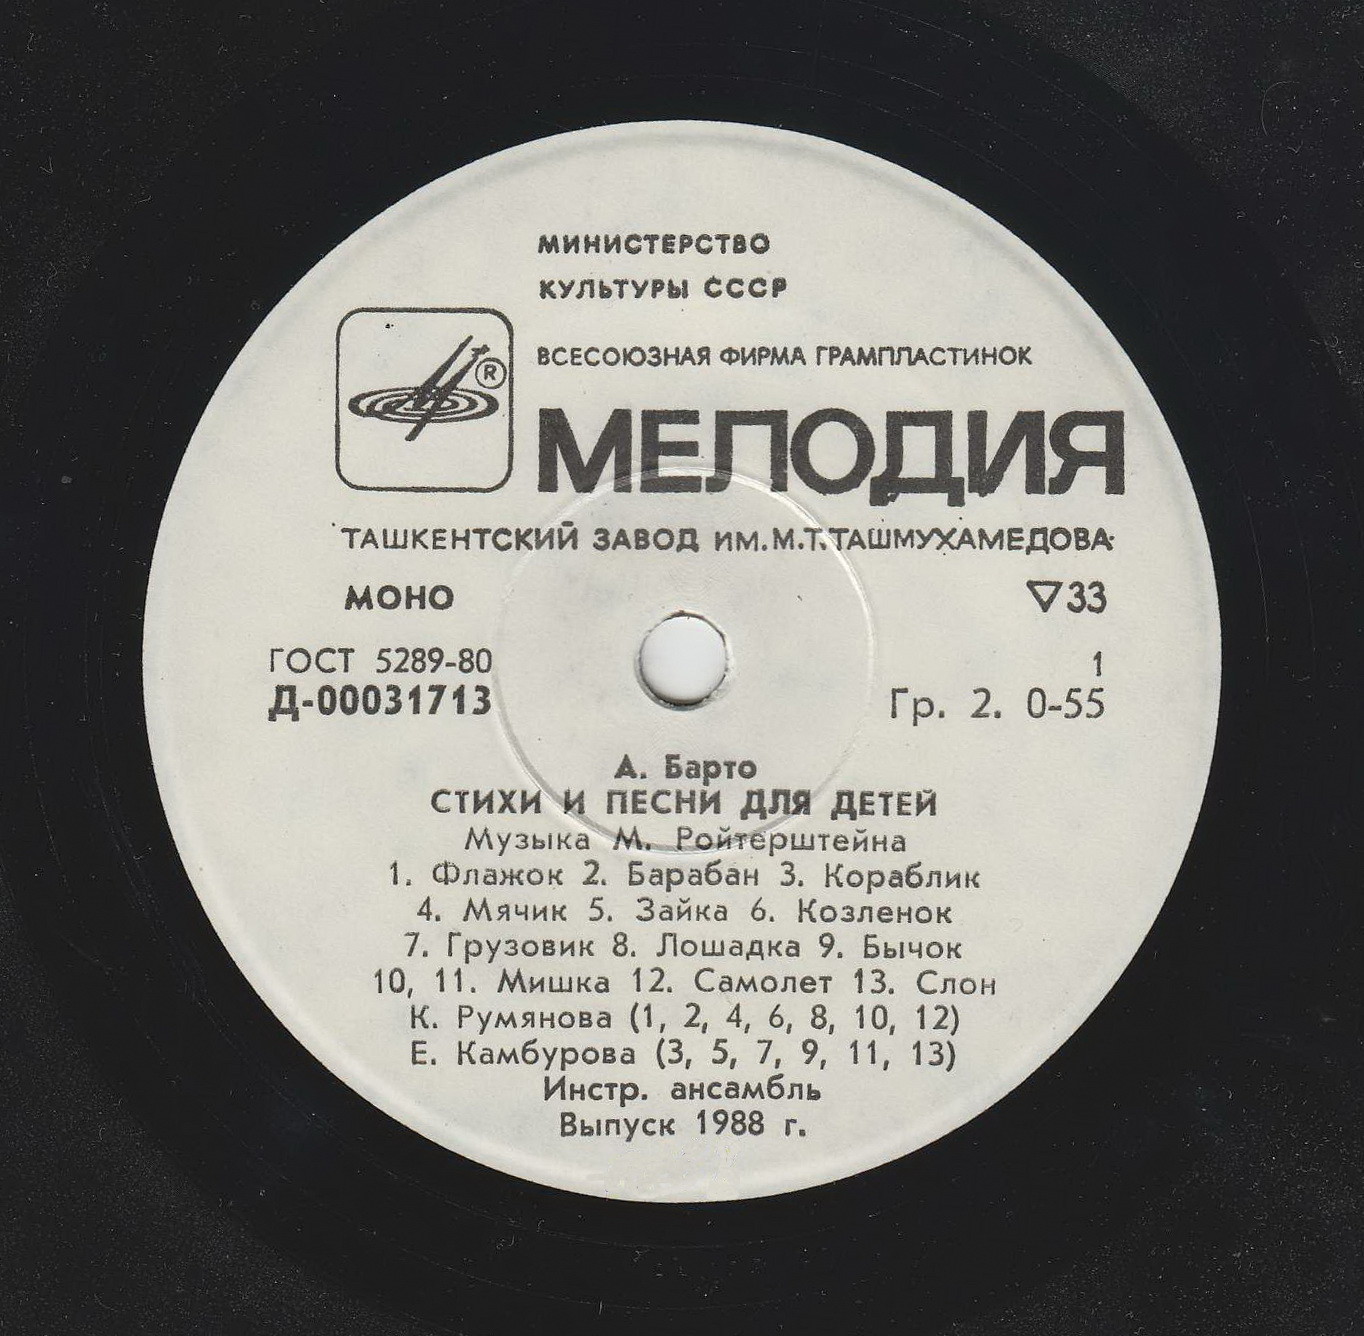 МИНИСТЕРСТВО
КУЛЬТУРЫ СССР
ВСЕСОЮЗНАЯ ФИРМА ГРАМПЛАСТИНОК
®
МЕЛОДИЯ
ТАШКЕНТСКИЙ ЗАВОД ИМ. М.Т. ТАШМУХАМЕДОВА
МОНО
▽33
ГОСТ 5289-80
1
Д-00031713
Гр. 2. 0-55
А. Барто
СТИХИ И ПЕСНИ ДЛЯ ДЕТЕЙ
Музыка М. Ройтерштейна
1. Флажок 2. Барабан 3. Кораблик
4. Мячик 5. Зайка 6. Козленок
7. Грузовик 8. Лошадка 9. Бычок
10, 11. Мишка 12. Самолет 13. Слон
К. Румянова (1, 2, 4, 6, 8, 10, 12)
Е. Камбурова (3, 5, 7, 9, 11, 13)
Инстр. ансамбль
Выпуск 1988 г.